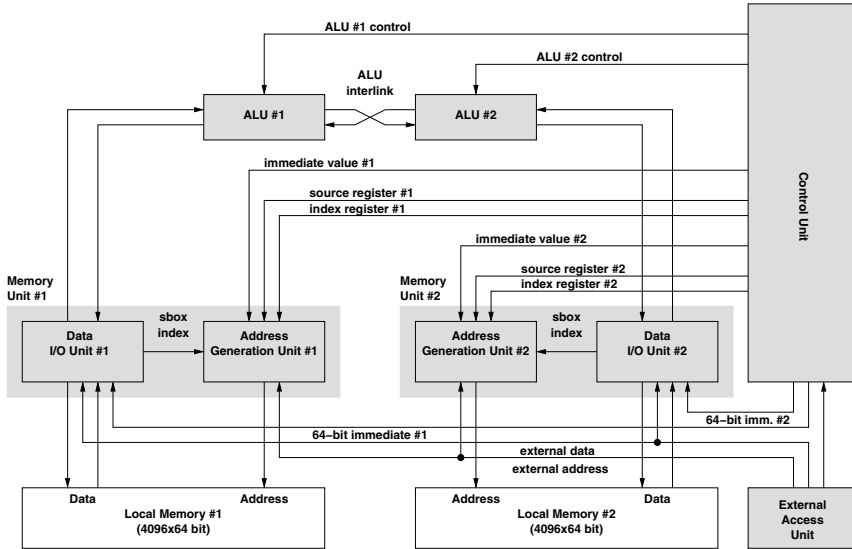 ALU #1 control
ALU #2 control
ALU
interlink
ALU #1
ALU #2
immediate value #1
source register #1
index register #1
immediate value #2
source register #2
index register #2
Control Unit
Memory
Unit #1
Memory
Unit #2
sbox
index
sbox
index
Data
I/O Unit #1
Address
Generation Unit #1
Address
Generation Unit #2
Data
I/O Unit #2
64−bit imm. #2
64−bit immediate #1
external data
external address
Data
Address
Local Memory #1
(4096x64 bit)
Address
Data
Local Memory #2
(4096x64 bit)
External
Access
Unit